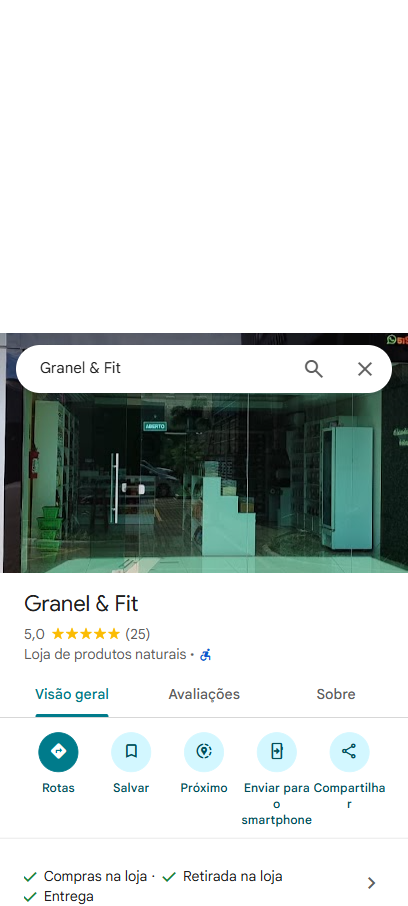 Granel & Fit
ABERTO
Granel & Fit
5,0 (25)
Loja de produtos naturais ·
Visão geral Avaliações Sobre
Rotas Salvar Próximo Enviar para Compartilha
o r
smartphone
Compras na loja · Retirada na loja
Entrega